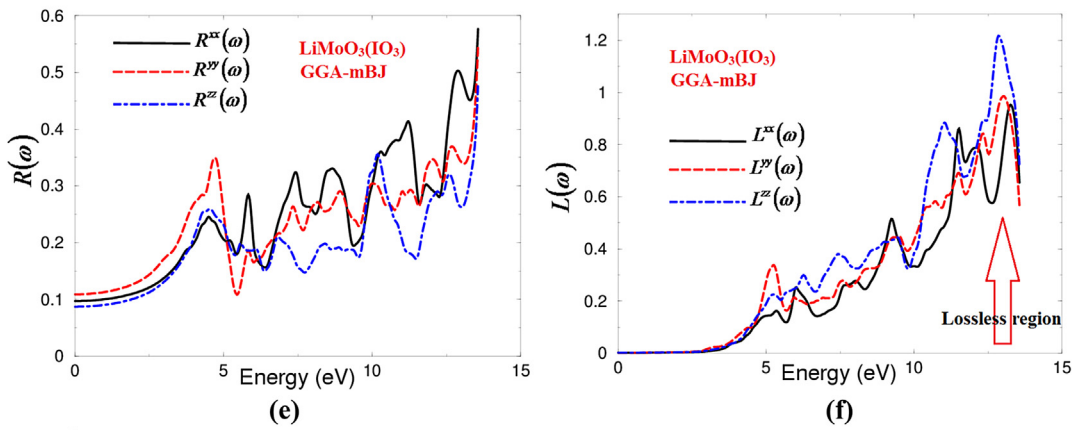 0.6
0.5
0.4
0.3
0.2
0.1
0
R(ω)
R^xx(ω)
R^yy(ω)
R^zz(ω)
LiMoO₃(IO₃)
GGA-mBJ
0 5 10 15
Energy (eV)
(e)
1.2
1
0.8
0.6
0.4
0.2
0
L(ω)
LiMoO₃(IO₃)
GGA-mBJ
L^xx(ω)
L^yy(ω)
L^zz(ω)
Lossless region
0 5 10 15
Energy (eV)
(f)